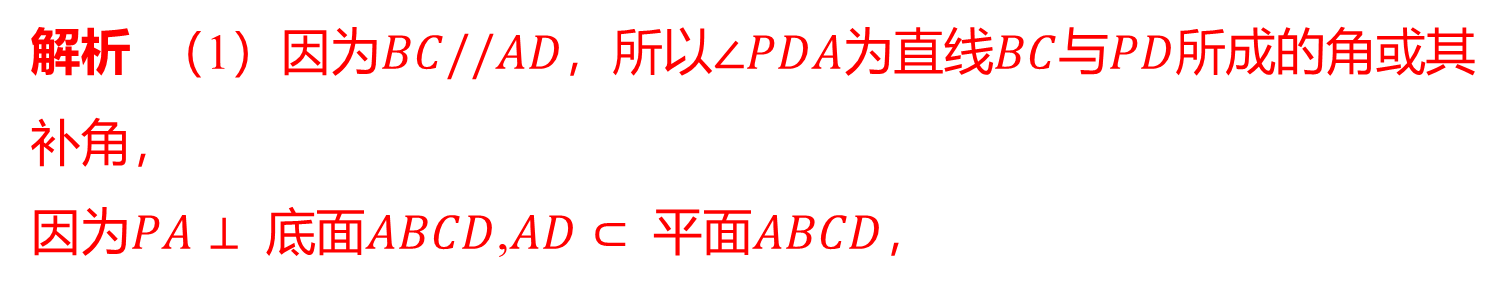 解析 （1）因为BC//AD，所以∠PDA为直线BC与PD所成的角或其
补角，
因为PA⊥ 底面ABCD,AD⊂ 平面ABCD，